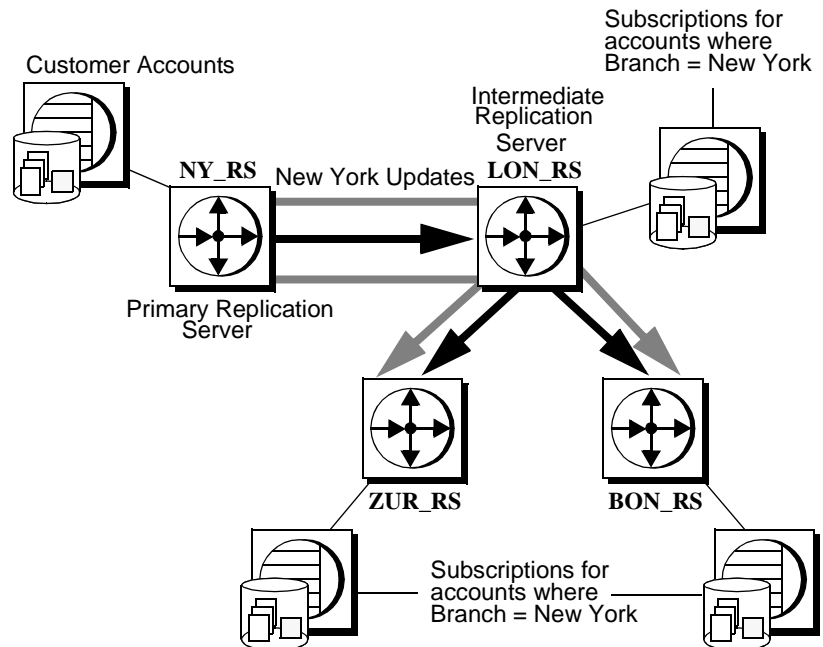 Subscriptions for
accounts where
Branch = New York
Customer Accounts
Intermediate
Replication
Server
NY_RS
New York Updates
LON_RS
Primary Replication
Server
ZUR_RS
BON_RS
Subscriptions for
accounts where
Branch = New York